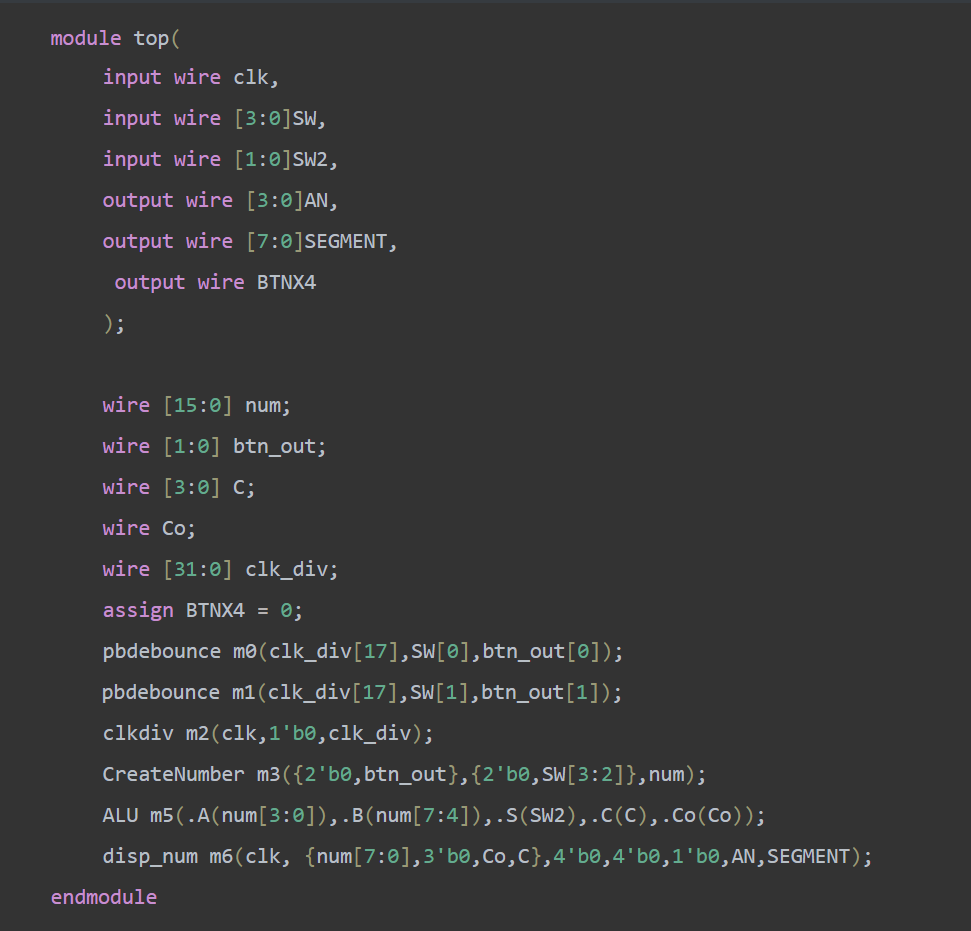 module top(
input wire clk,
input wire [3:0]SW,
input wire [1:0]SW2,
output wire [3:0]AN,
output wire [7:0]SEGMENT,
output wire BTNX4
);
wire [15:0] num;
wire [1:0] btn_out;
wire [3:0] C;
wire Co;
wire [31:0] clk_div;
assign BTNX4 = 0;
pbdebounce m0(clk_div[17],SW[0],btn_out[0]);
pbdebounce m1(clk_div[17],SW[1],btn_out[1]);
clkdiv m2(clk,1'b0,clk_div);
CreateNumber m3({2'b0,btn_out},{2'b0,SW[3:2]},num);
ALU m5(.A(num[3:0]),.B(num[7:4]),.S(SW2),.C(C),.Co(Co));
disp_num m6(clk, {num[7:0],3'b0,Co,C},4'b0,4'b0,1'b0,AN,SEGMENT);
endmodule